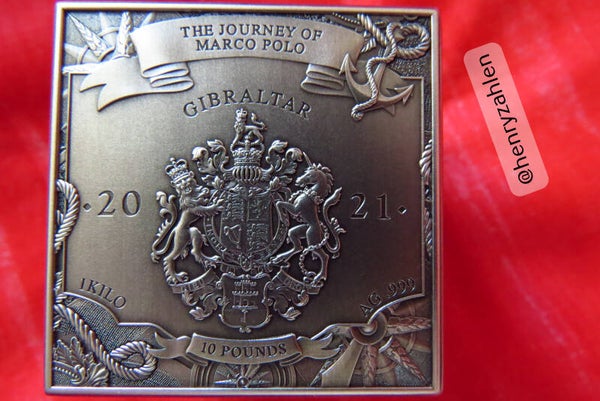 THE JOURNEY OF
MARCO POLO
GIBRALTAR
·20 21·
1KILO
AG .999
10 POUNDS
@henryzahlen